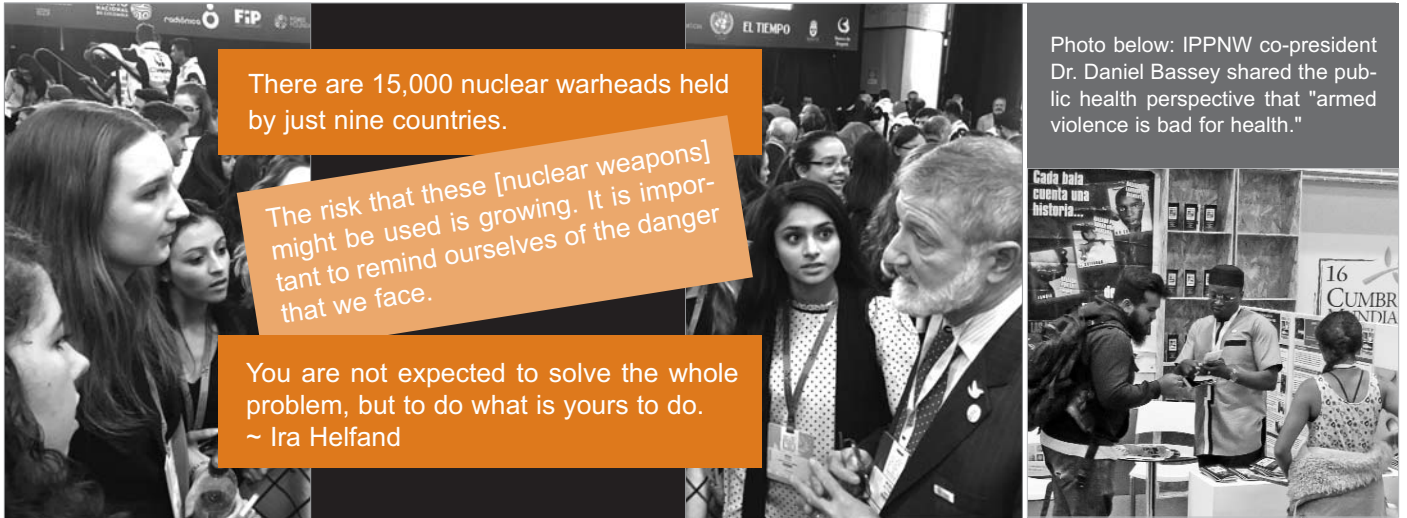 NACIONAL
radiónica
FiP
EL TIEMPO
There are 15,000 nuclear warheads held
by just nine countries.
The risk that these [nuclear weapons]
might be used is growing. It is impor-
tant to remind ourselves of the danger
that we face.
You are not expected to solve the whole
problem, but to do what is yours to do.
~ Ira Helfand
Photo below: IPPNW co-president
Dr. Daniel Bassey shared the pub-
lic health perspective that "armed
violence is bad for health."
Cada bala
cuenta una
historia...
16
CUMBR
MUNDIA